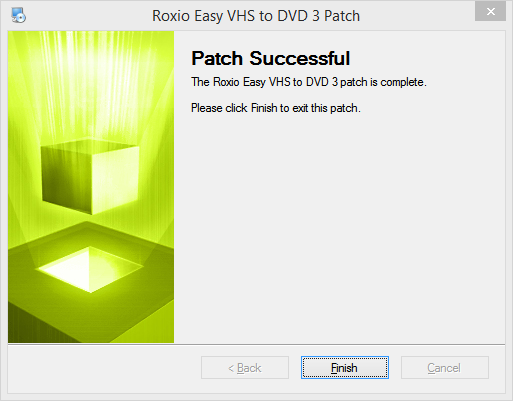 Roxio Easy VHS to DVD 3 Patch
Patch Successful
The Roxio Easy VHS to DVD 3 patch is complete.
Please click Finish to exit this patch.
< Back
Finish
Cancel